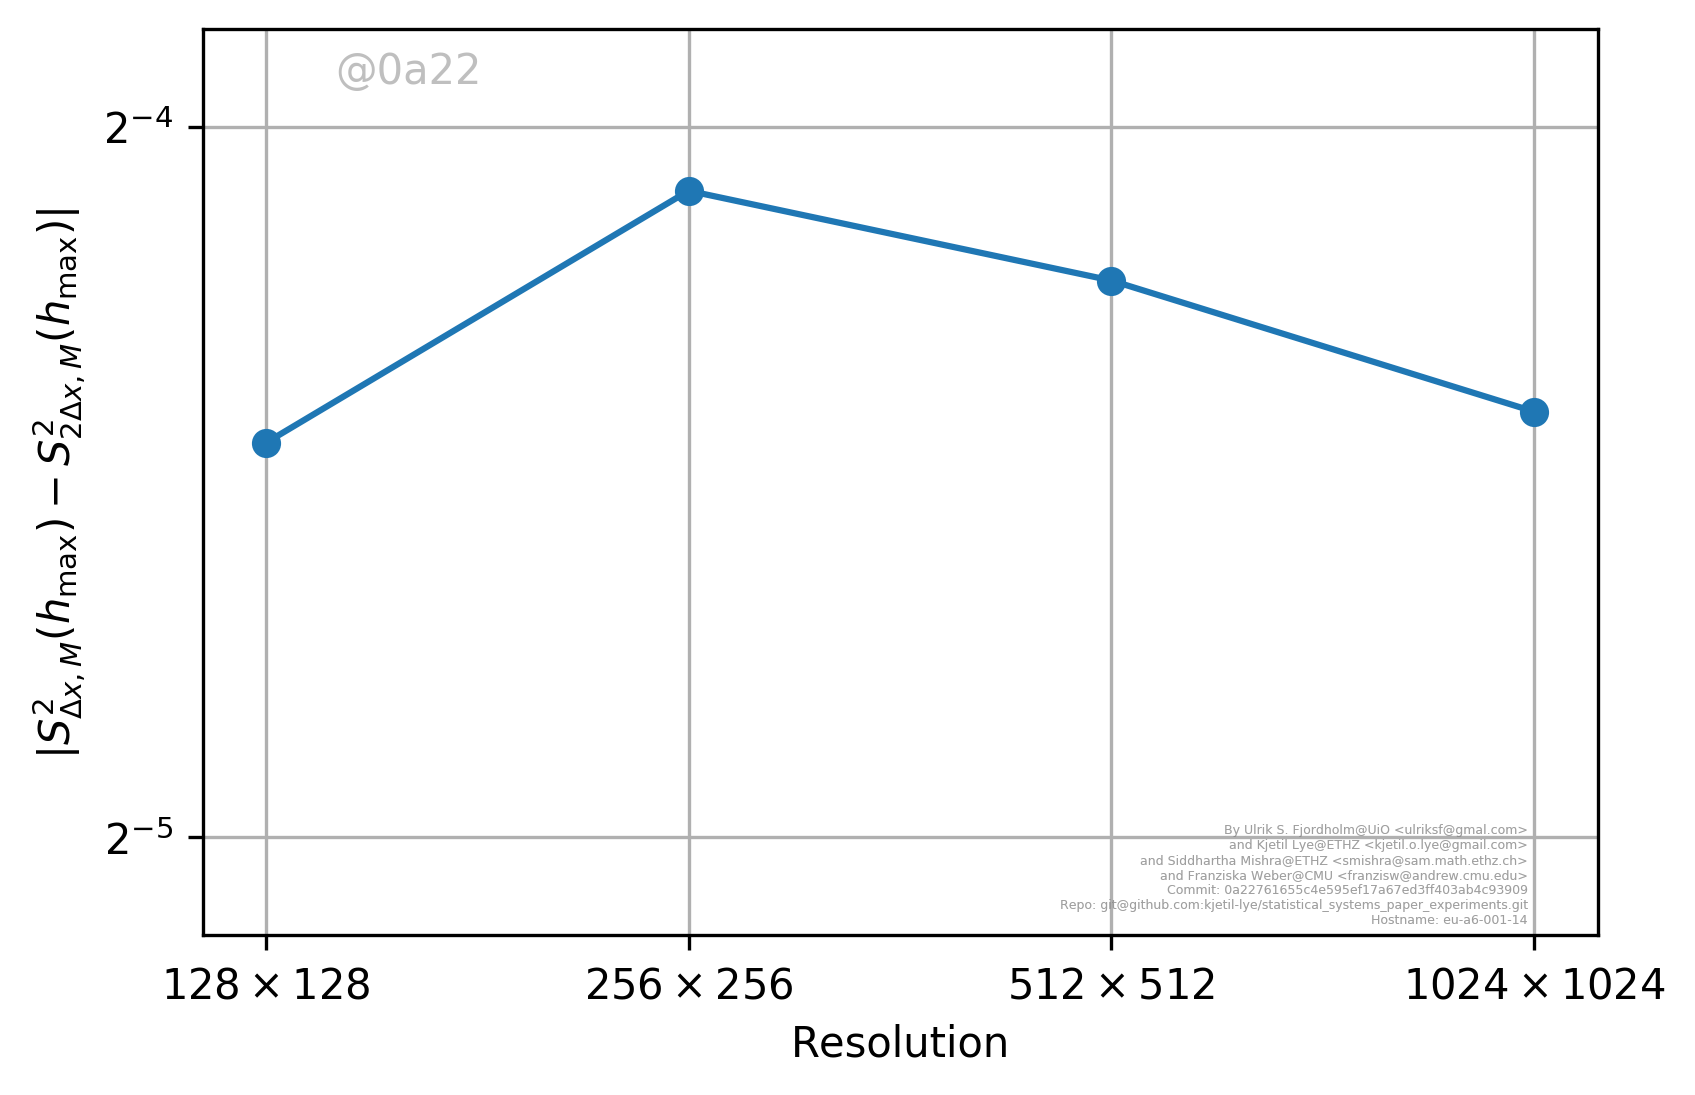 @0a22
2⁻⁴
|S²_{Δx,M}(h_max) − S²_{2Δx,M}(h_max)|
2⁻⁵
By Ulrik S. Fjordholm@UiO <ulriksf@gmal.com>
and Kjetil Lye@ETHZ <kjetil.o.lye@gmail.com>
and Siddhartha Mishra@ETHZ <smishra@sam.math.ethz.ch>
and Franziska Weber@CMU <franzisw@andrew.cmu.edu>
Commit: 0a22761655c4e595ef17a67ed3ff403ab4c93909
Repo: git@github.com:kjetil-lye/statistical_systems_paper_experiments.git
Hostname: eu-a6-001-14
128 × 128 256 × 256 512 × 512 1024 × 1024
Resolution